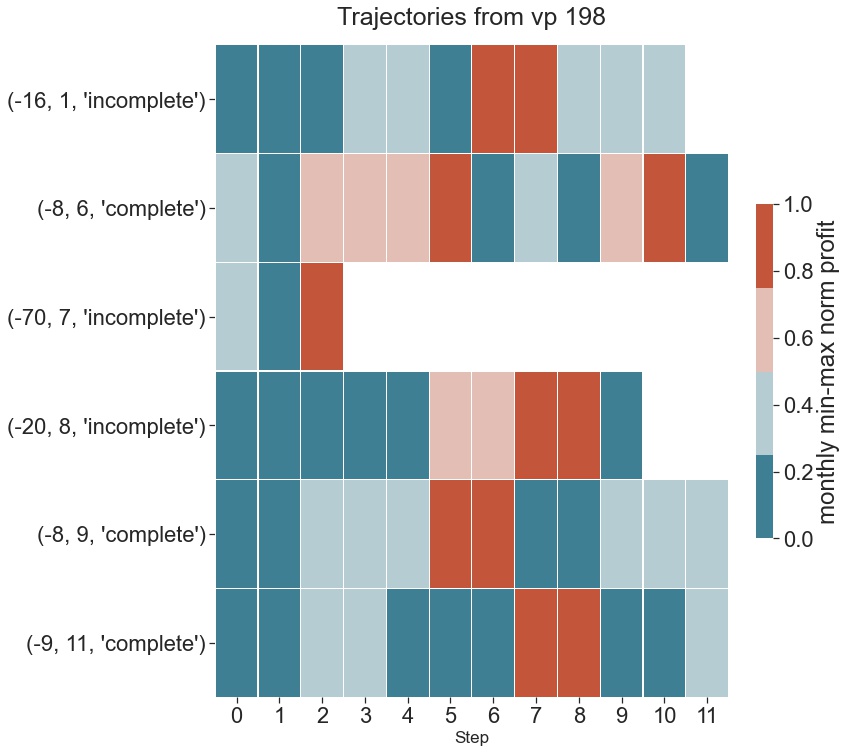 Trajectories from vp 198
(-16, 1, 'incomplete')
(-8, 6, 'complete')
(-70, 7, 'incomplete')
(-20, 8, 'incomplete')
(-8, 9, 'complete')
(-9, 11, 'complete')
0 1 2 3 4 5 6 7 8 9 10 11
Step
1.0
0.8
0.6
0.4
0.2
0.0
monthly min-max norm profit